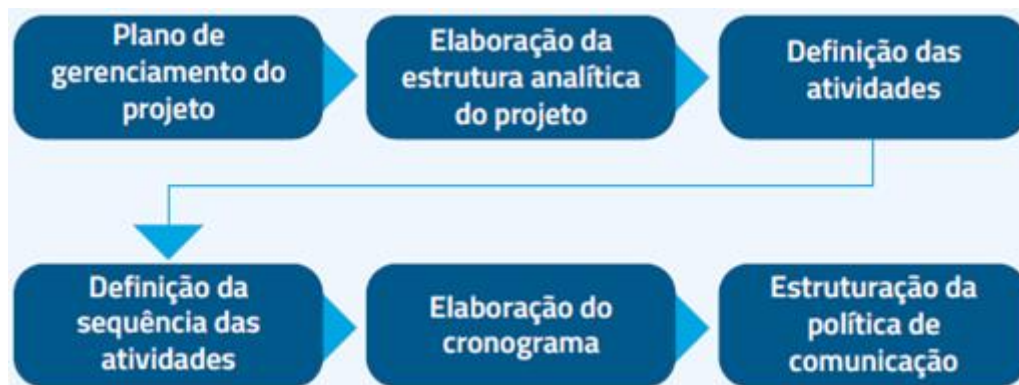 Plano de
gerenciamento do
projeto
Elaboração da
estrutura analítica
do projeto
Definição das
atividades
Definição da
sequência das
atividades
Elaboração do
cronograma
Estruturação da
política de
comunicação